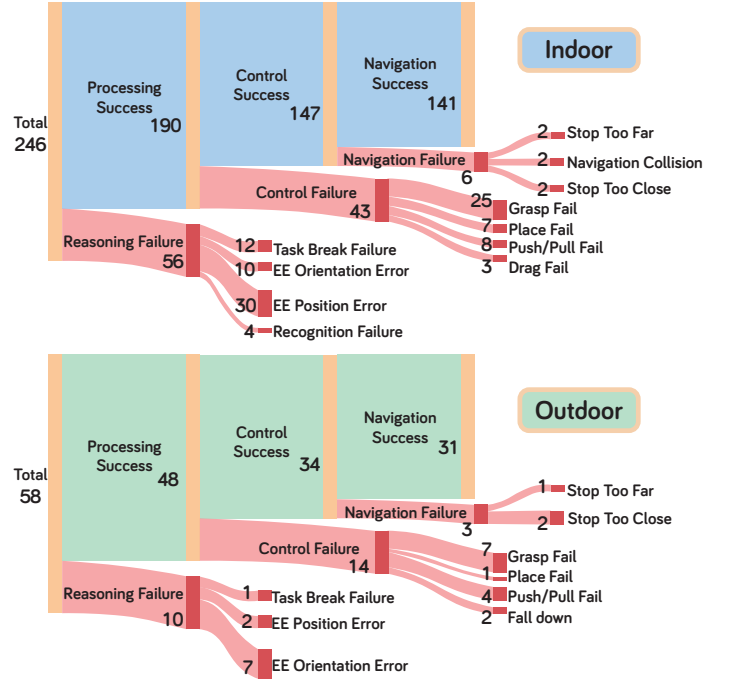 Indoor
Total
246
Processing
Success
190
Control
Success
147
Navigation
Success
141
Navigation Failure
6
2 Stop Too Far
2 Navigation Collision
2 Stop Too Close
Control Failure
43
25 Grasp Fail
7 Place Fail
8 Push/Pull Fail
3 Drag Fail
Reasoning Failure
56
12 Task Break Failure
10 EE Orientation Error
30 EE Position Error
4 Recognition Failure
Outdoor
Total
58
Processing
Success
48
Control
Success
34
Navigation
Success
31
Navigation Failure
3
1 Stop Too Far
2 Stop Too Close
Control Failure
14
7 Grasp Fail
1 Place Fail
4 Push/Pull Fail
2 Fall down
Reasoning Failure
10
1 Task Break Failure
2 EE Position Error
7 EE Orientation Error